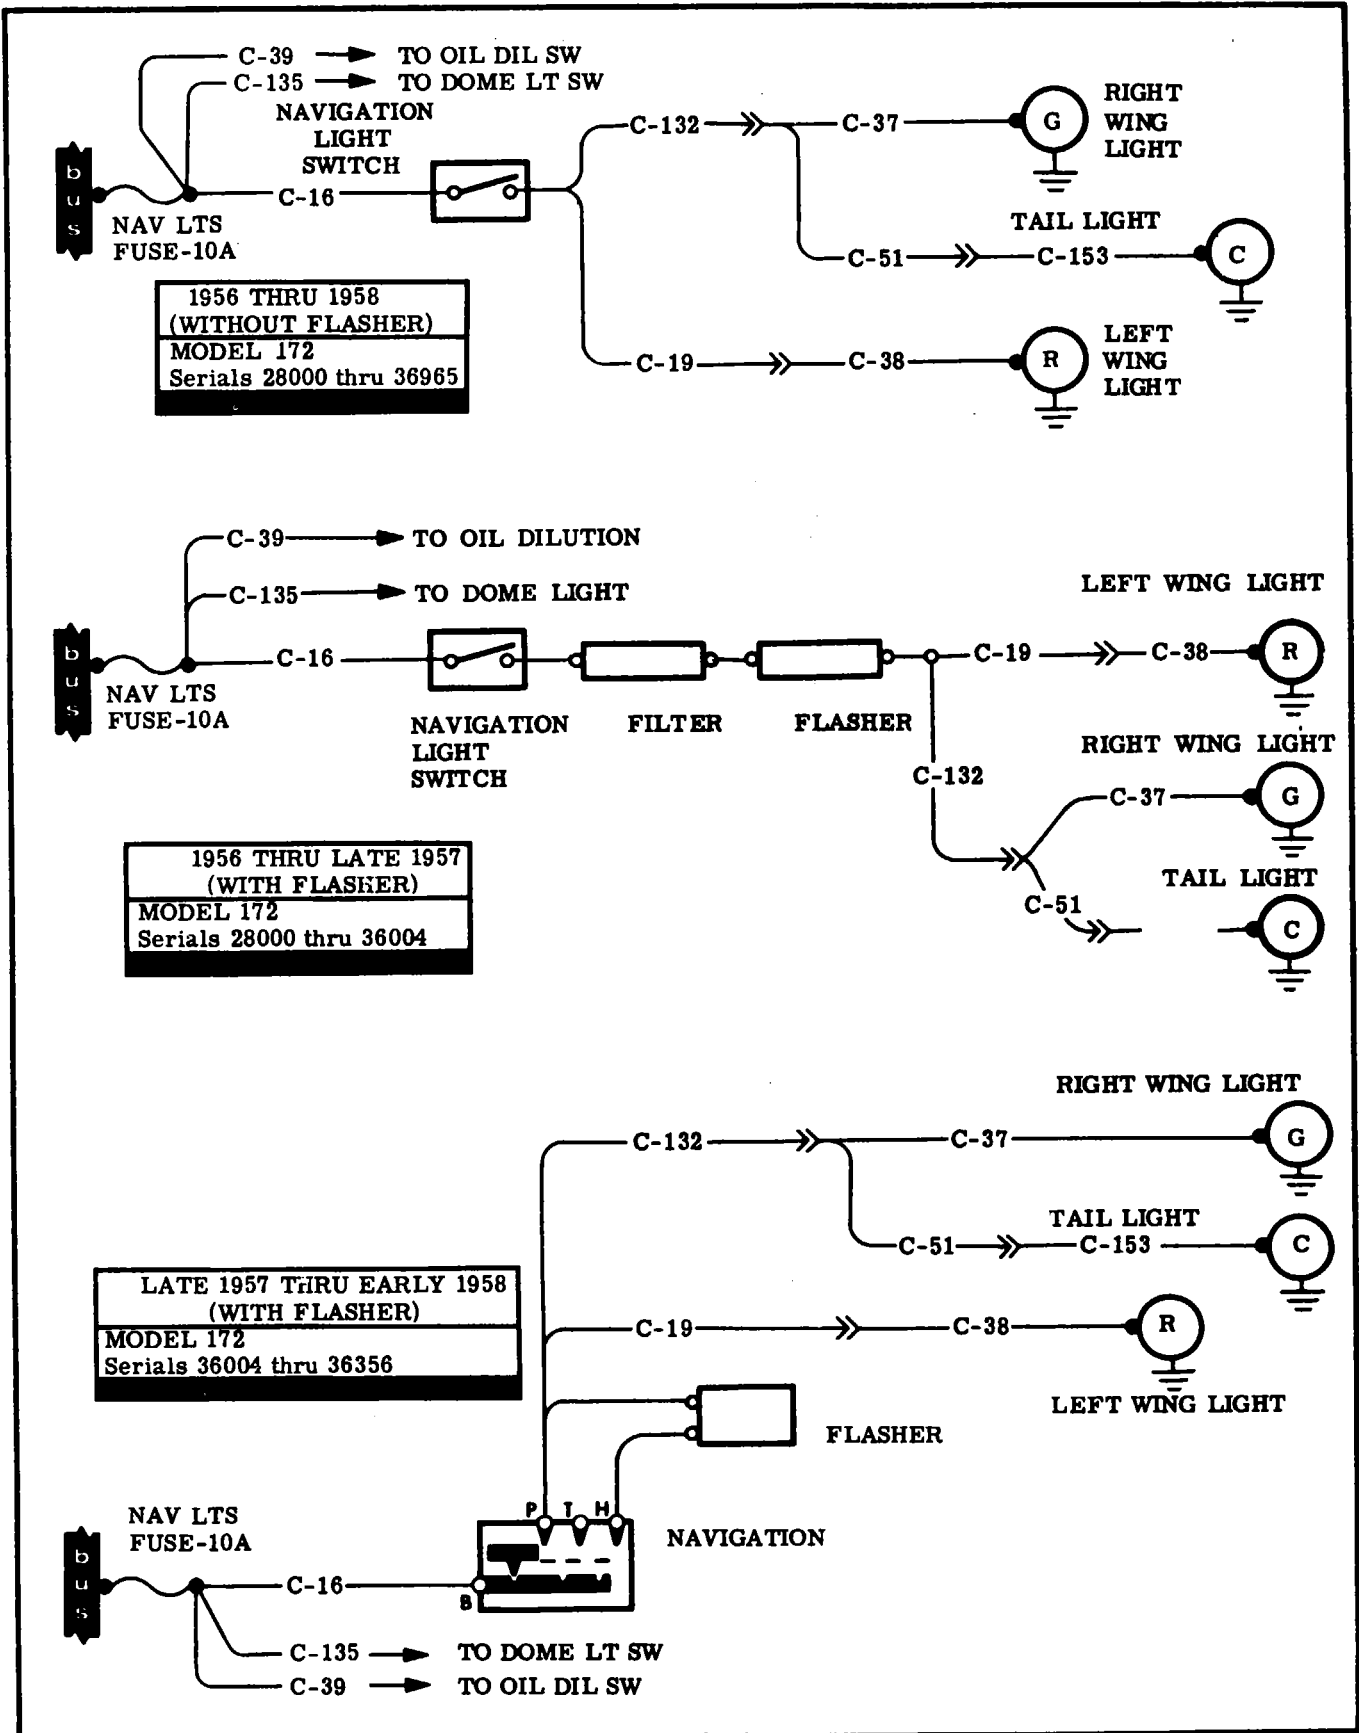 C-39 TO OIL DIL SW
C-135 TO DOME LT SW
NAVIGATION
LIGHT
SWITCH
bus
NAV LTS
FUSE-10A
C-16
C-132
C-37
G
RIGHT
WING
LIGHT
TAIL LIGHT
C-51
C-153
C
C-19
C-38
R
LEFT
WING
LIGHT
1956 THRU 1958
(WITHOUT FLASHER)
MODEL 172
Serials 28000 thru 36965
C-39 TO OIL DILUTION
C-135 TO DOME LIGHT
bus
NAV LTS
FUSE-10A
C-16
NAVIGATION
LIGHT
SWITCH
FILTER
FLASHER
LEFT WING LIGHT
C-19
C-38
R
RIGHT WING LIGHT
C-132
C-37
G
TAIL LIGHT
C-51
C
1956 THRU LATE 1957
(WITH FLASHER)
MODEL 172
Serials 28000 thru 36004
RIGHT WING LIGHT
C-132
C-37
G
TAIL LIGHT
C-51
C-153
C
LATE 1957 THRU EARLY 1958
(WITH FLASHER)
MODEL 172
Serials 36004 thru 36356
C-19
C-38
R
LEFT WING LIGHT
FLASHER
P T H
NAVIGATION
NAV LTS
FUSE-10A
bus
C-16
B
C-135 TO DOME LT SW
C-39 TO OIL DIL SW